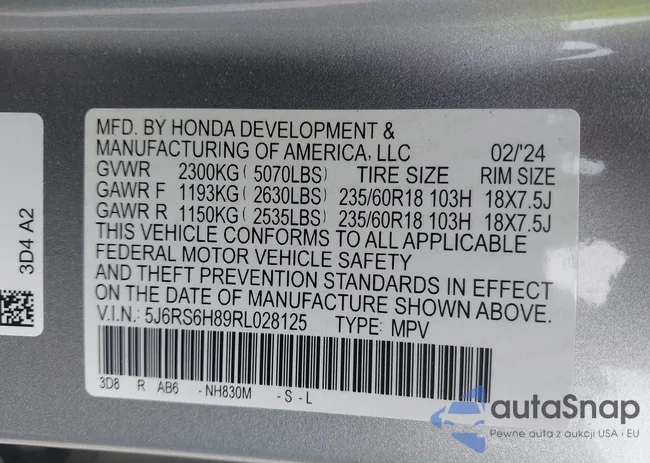 MFD. BY HONDA DEVELOPMENT &
MANUFACTURING OF AMERICA, LLC 02/'24
GVWR 2300KG ( 5070LBS) TIRE SIZE RIM SIZE
GAWR F 1193KG ( 2630LBS) 235/60R18 103H 18X7.5J
GAWR R 1150KG ( 2535LBS) 235/60R18 103H 18X7.5J
THIS VEHICLE CONFORMS TO ALL APPLICABLE
FEDERAL MOTOR VEHICLE SAFETY
AND THEFT PREVENTION STANDARDS IN EFFECT
ON THE DATE OF MANUFACTURE SHOWN ABOVE.
V.I.N.: 5J6RS6H89RL028125 TYPE: MPV
3D8 R AB6 -NH830M -S-L
3D4 A2
autaSnap
Pewne auta z aukcji USA i EU